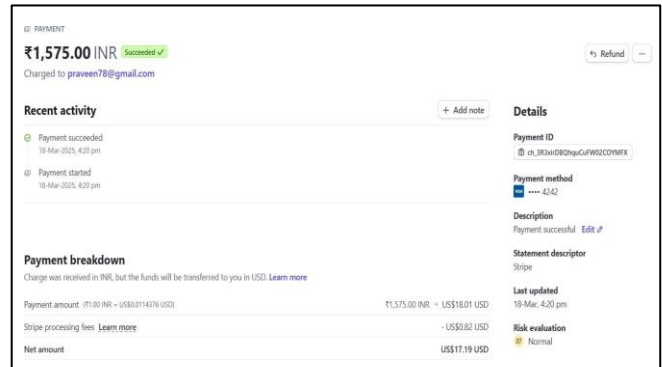 PAYMENT
₹1,575.00 INR Succeeded ✓
Refund
Charged to praveen78@gmail.com
Recent activity
+ Add note
Payment succeeded
18-Mar-2025, 4:20 pm
Payment started
18-Mar-2025, 4:20 pm
Payment breakdown
Charge was received in INR, but the funds will be transferred to you in USD. Learn more
Payment amount (₹1.00 INR = US$0.0114376 USD) ₹1,575.00 INR → US$18.01 USD
Stripe processing fees Learn more - US$0.82 USD
Net amount US$17.19 USD
Details
Payment ID
Payment method
VISA •••• 4242
Description
Payment successful Edit
Statement descriptor
Stripe
Last updated
18-Mar, 4:20 pm
Risk evaluation
37 Normal